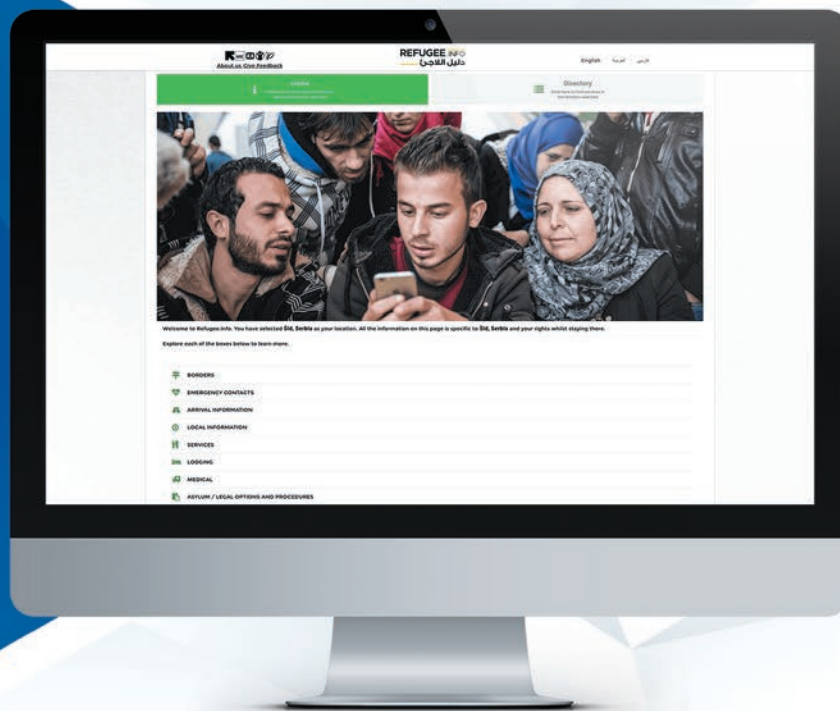 About us Give Feedback
REFUGEE.INFO
دليل اللاجئ
English العربية فارسی
Directory
Welcome to Refugee.Info. You have selected Šid, Serbia as your location. All the information on this page is specific to Šid, Serbia and your rights whilst staying there.
Explore each of the boxes below to learn more.
BORDERS
EMERGENCY CONTACTS
ARRIVAL INFORMATION
LOCAL INFORMATION
SERVICES
LODGING
MEDICAL
ASYLUM / LEGAL OPTIONS AND PROCEDURES